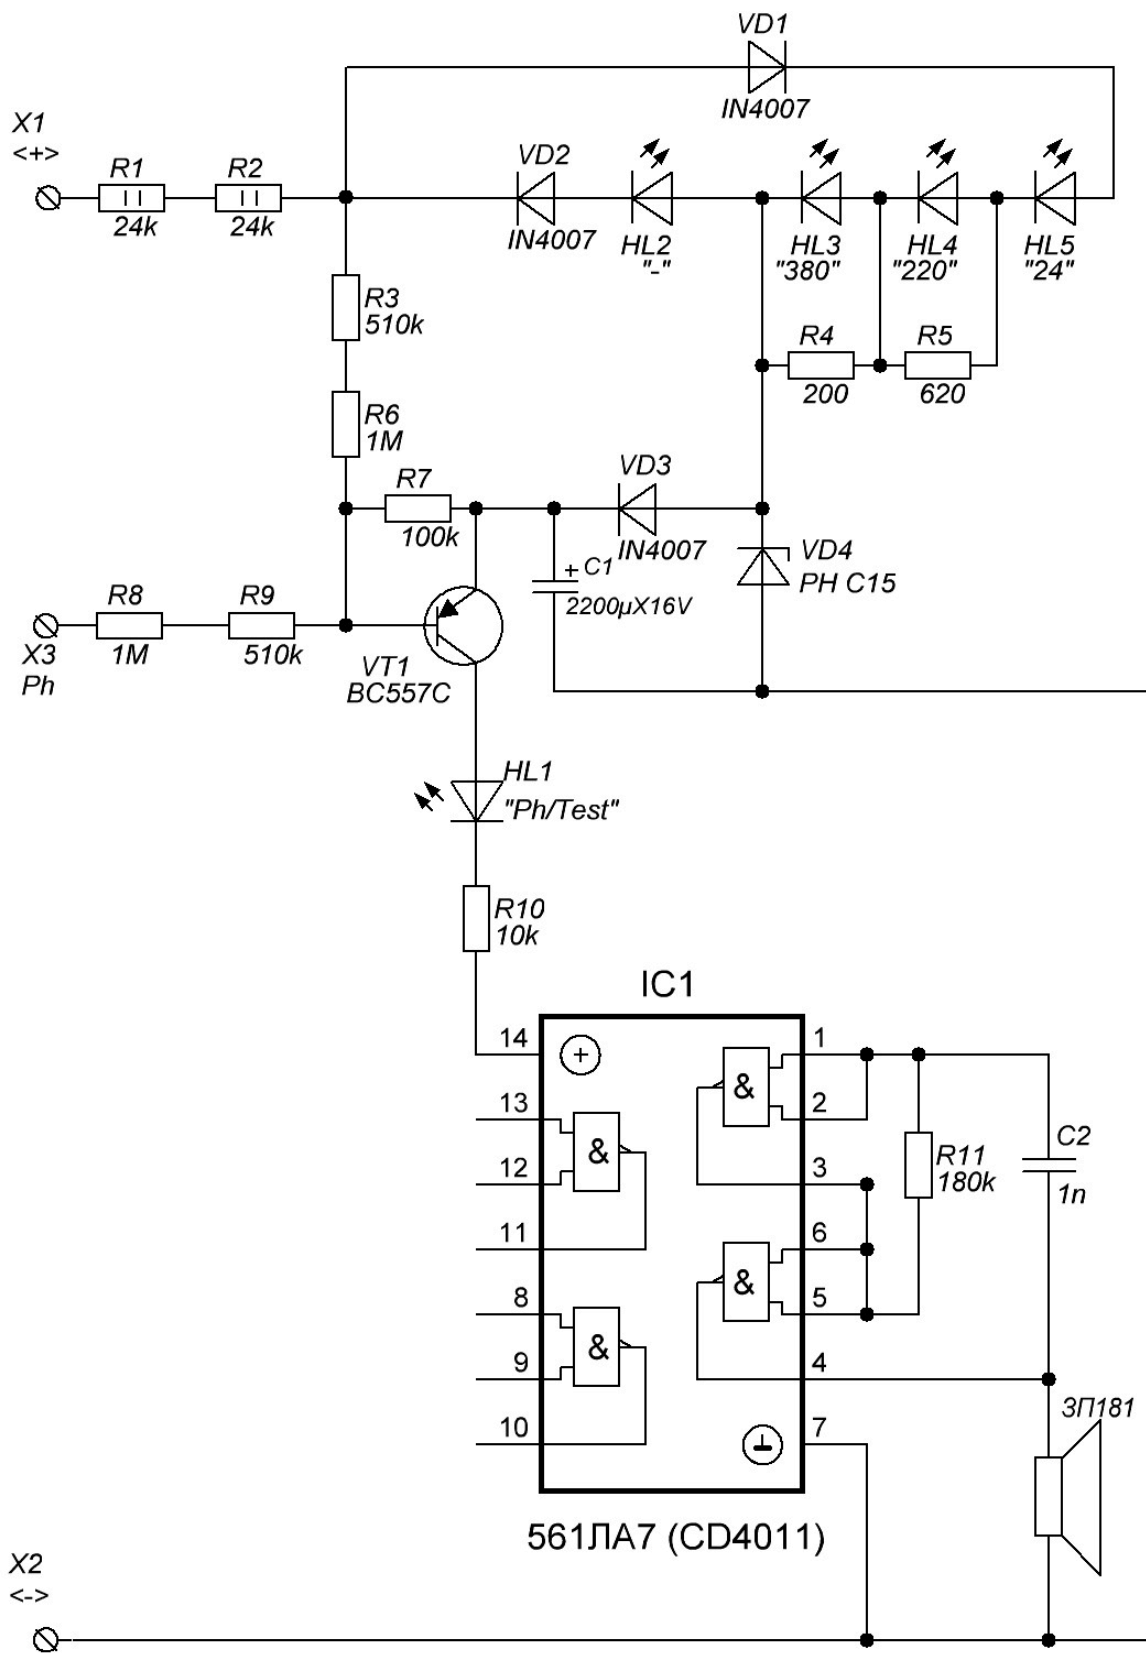 VD1
IN4007
X1
<+>
R1
24k
R2
24k
VD2
IN4007
HL2
"-"
HL3
"380"
HL4
"220"
HL5
"24"
R3
510k
R4
200
R5
620
R6
1M
R7
100k
VD3
IN4007
+ C1
2200µX16V
VD4
PH C15
R8
1M
R9
510k
X3
Ph
VT1
BC557C
HL1
"Ph/Test"
R10
10k
IC1
14
+
1
&
2
13
&
12
3
11
6
&
5
8
&
9
4
10
7
R11
180k
C2
1n
ЗП181
561ЛА7 (CD4011)
X2
<->